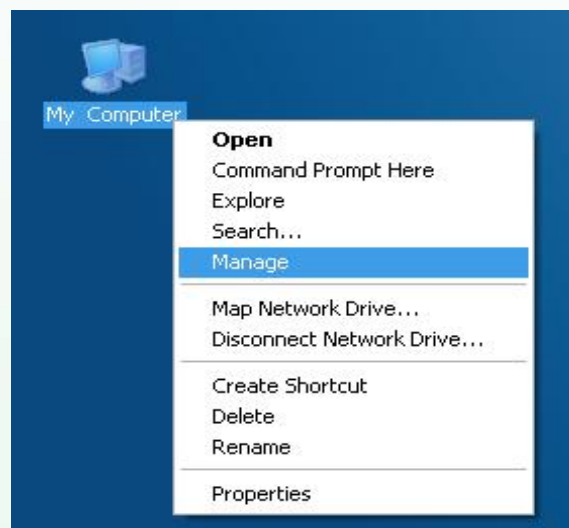 My Computer
Open
Command Prompt Here
Explore
Search...
Manage
Map Network Drive...
Disconnect Network Drive...
Create Shortcut
Delete
Rename
Properties